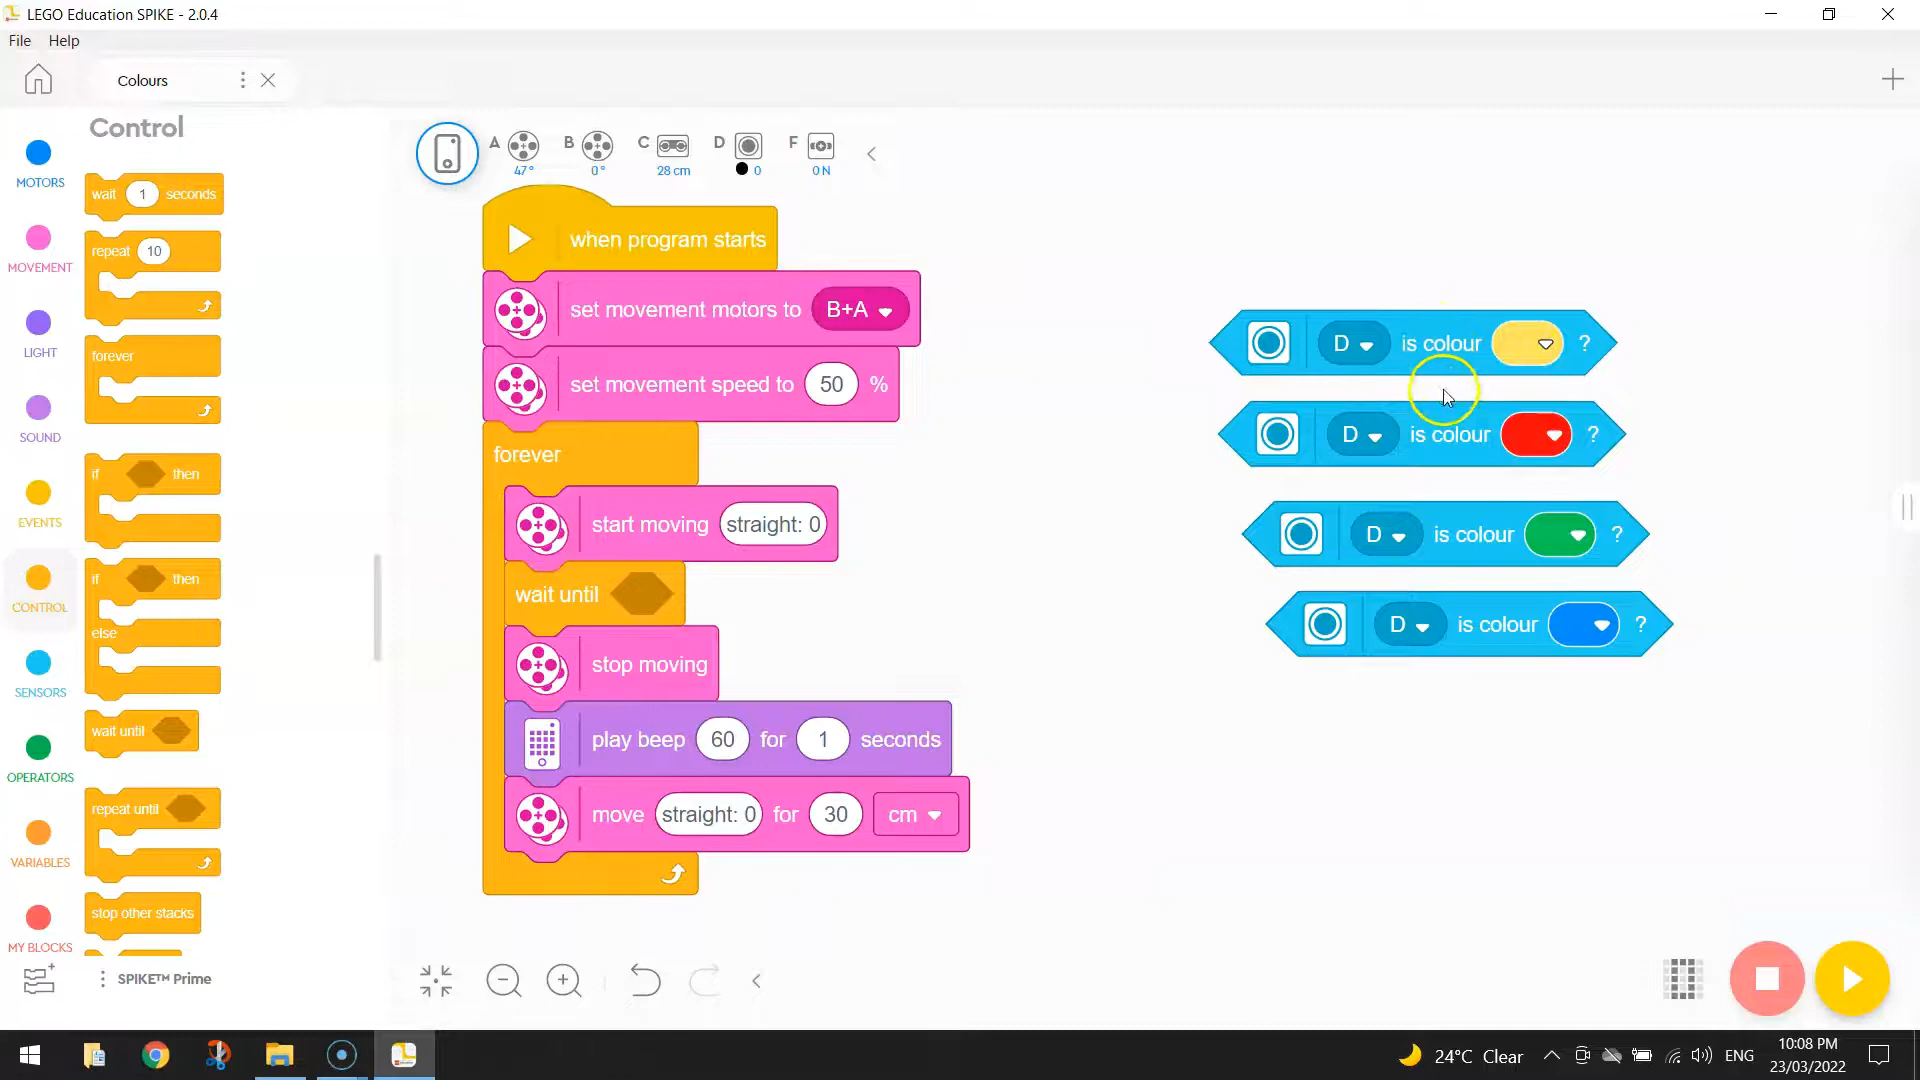 LEGO Education SPIKE - 2.0.4
File Help
Colours
Control
MOTORS
MOVEMENT
LIGHT
SOUND
EVENTS
CONTROL
SENSORS
OPERATORS
VARIABLES
MY BLOCKS
wait 1 seconds
repeat 10
forever
if then
if then
else
wait until
repeat until
stop other stacks
SPIKE™ Prime
A B C D F
47° 0° 28 cm 0 0 N
when program starts
set movement motors to B+A
set movement speed to 50 %
forever
start moving straight: 0
wait until
stop moving
play beep 60 for 1 seconds
move straight: 0 for 30 cm
D is colour ?
D is colour ?
D is colour ?
D is colour ?
24°C Clear
ENG
10:08 PM
23/03/2022